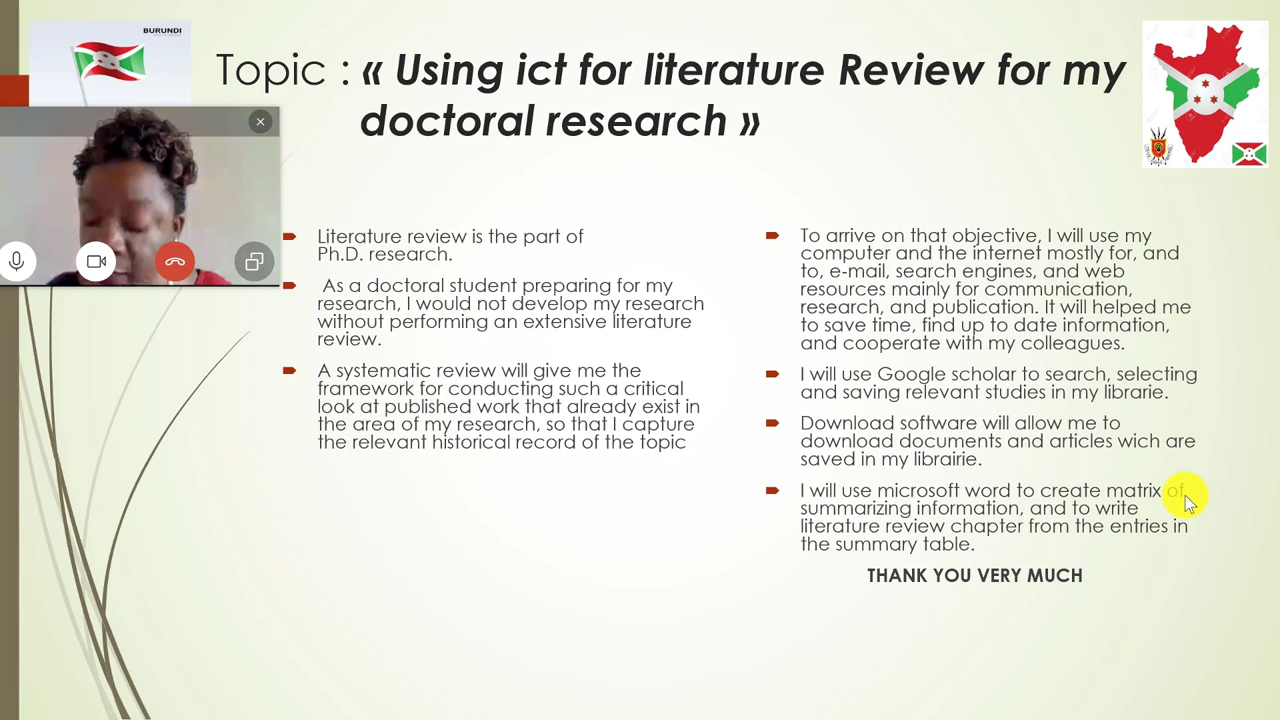 BURUNDI
Topic : « Using ict for literature Review for my
doctoral research »
Literature review is the part of
Ph.D. research.
As a doctoral student preparing for my
research, I would not develop my research
without performing an extensive literature
review.
A systematic review will give me the
framework for conducting such a critical
look at published work that already exist in
the area of my research, so that I capture
the relevant historical record of the topic
To arrive on that objective, I will use my
computer and the internet mostly for, and
to, e-mail, search engines, and web
resources mainly for communication,
research, and publication. It will helped me
to save time, find up to date information,
and cooperate with my colleagues.
I will use Google scholar to search, selecting
and saving relevant studies in my librarie.
Download software will allow me to
download documents and articles wich are
saved in my librairie.
I will use microsoft word to create matrix of
summarizing information, and to write
literature review chapter from the entries in
the summary table.
THANK YOU VERY MUCH